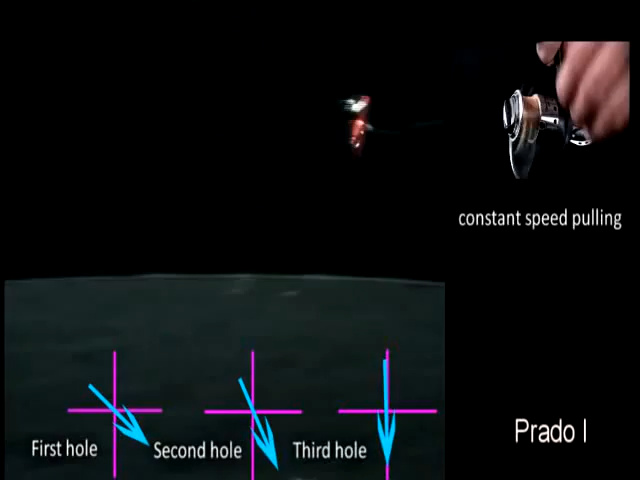 constant speed pulling
Prado I
First hole
Second hole
Third hole